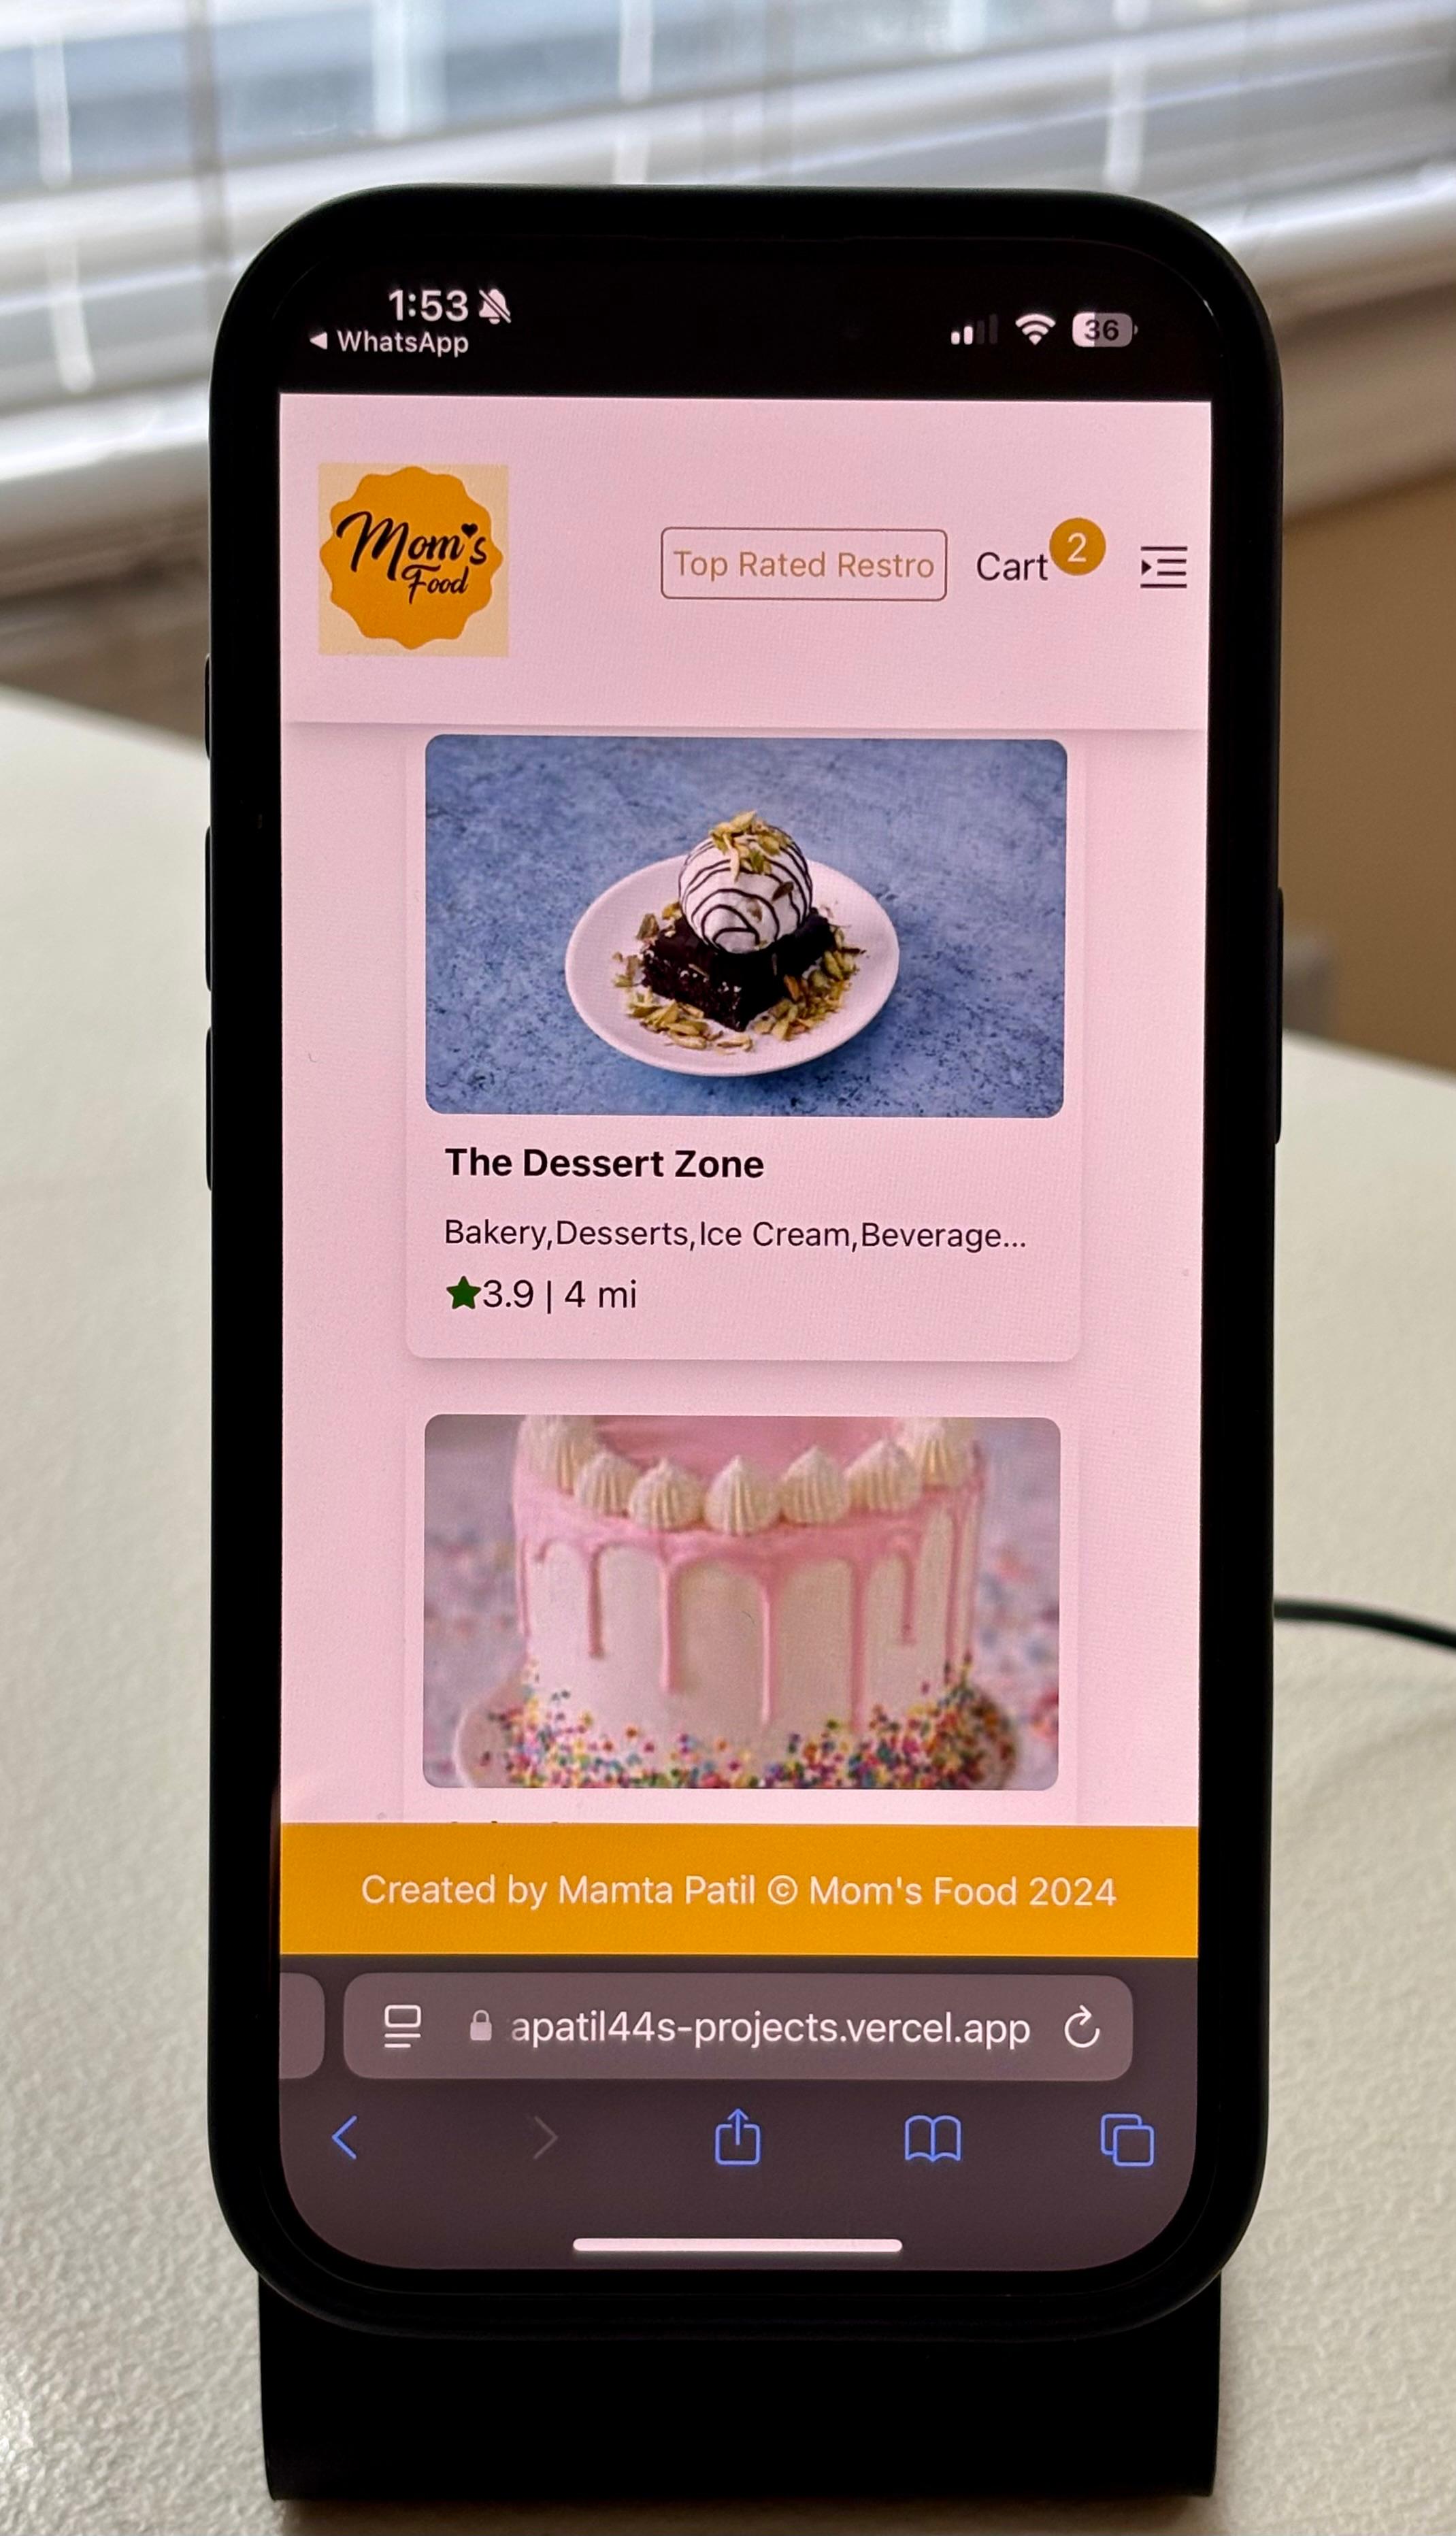 1:53
WhatsApp
36
Mom's
Food
Top Rated Restro
Cart
2
The Dessert Zone
Bakery,Desserts,Ice Cream,Beverage...
3.9 | 4 mi
Created by Mamta Patil © Mom's Food 2024
apatil44s-projects.vercel.app